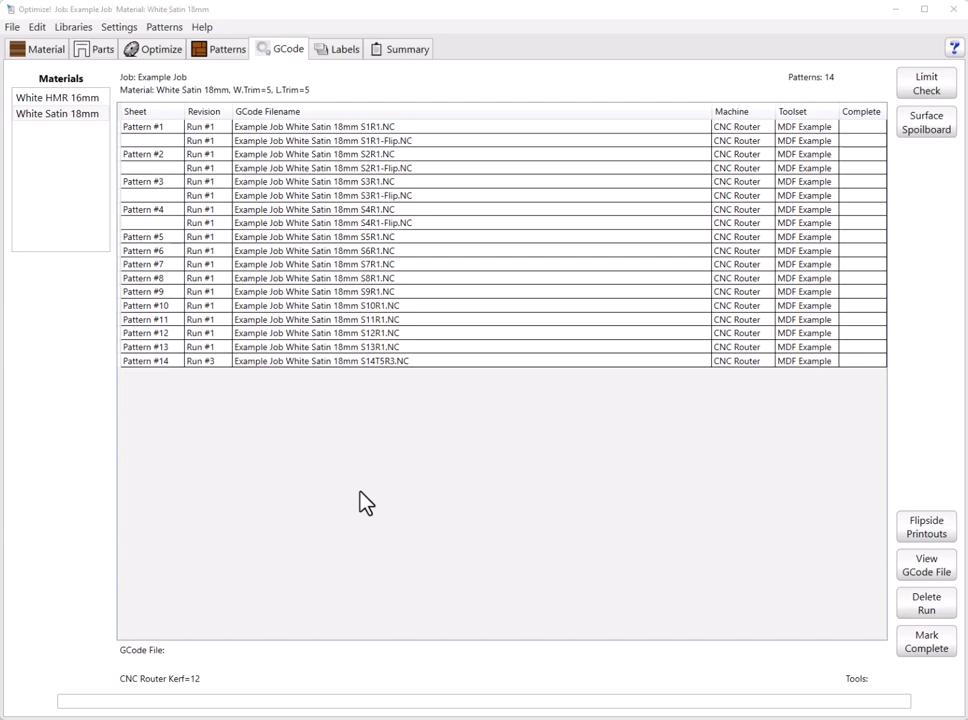 Optimize! Job: Example Job Material: White Satin 18mm
File Edit Libraries Settings Patterns Help
Material Parts Optimize Patterns GCode Labels Summary ?
Materials
White HMR 16mm
White Satin 18mm
Job: Example Job Patterns: 14
Material: White Satin 18mm, W.Trim=5, L.Trim=5
Sheet Revision GCode Filename Machine Toolset Complete
Pattern #1 Run #1 Example Job White Satin 18mm S1R1.NC CNC Router MDF Example
Run #1 Example Job White Satin 18mm S1R1-Flip.NC CNC Router MDF Example
Pattern #2 Run #1 Example Job White Satin 18mm S2R1.NC CNC Router MDF Example
Run #1 Example Job White Satin 18mm S2R1-Flip.NC CNC Router MDF Example
Pattern #3 Run #1 Example Job White Satin 18mm S3R1.NC CNC Router MDF Example
Run #1 Example Job White Satin 18mm S3R1-Flip.NC CNC Router MDF Example
Pattern #4 Run #1 Example Job White Satin 18mm S4R1.NC CNC Router MDF Example
Run #1 Example Job White Satin 18mm S4R1-Flip.NC CNC Router MDF Example
Pattern #5 Run #1 Example Job White Satin 18mm S5R1.NC CNC Router MDF Example
Pattern #6 Run #1 Example Job White Satin 18mm S6R1.NC CNC Router MDF Example
Pattern #7 Run #1 Example Job White Satin 18mm S7R1.NC CNC Router MDF Example
Pattern #8 Run #1 Example Job White Satin 18mm S8R1.NC CNC Router MDF Example
Pattern #9 Run #1 Example Job White Satin 18mm S9R1.NC CNC Router MDF Example
Pattern #10 Run #1 Example Job White Satin 18mm S10R1.NC CNC Router MDF Example
Pattern #11 Run #1 Example Job White Satin 18mm S11R1.NC CNC Router MDF Example
Pattern #12 Run #1 Example Job White Satin 18mm S12R1.NC CNC Router MDF Example
Pattern #13 Run #1 Example Job White Satin 18mm S13R1.NC CNC Router MDF Example
Pattern #14 Run #3 Example Job White Satin 18mm S14T5R3.NC CNC Router MDF Example
GCode File:
CNC Router Kerf=12 Tools:
Limit
Check
Surface
Spoilboard
Flipside
Printouts
View
GCode File
Delete
Run
Mark
Complete